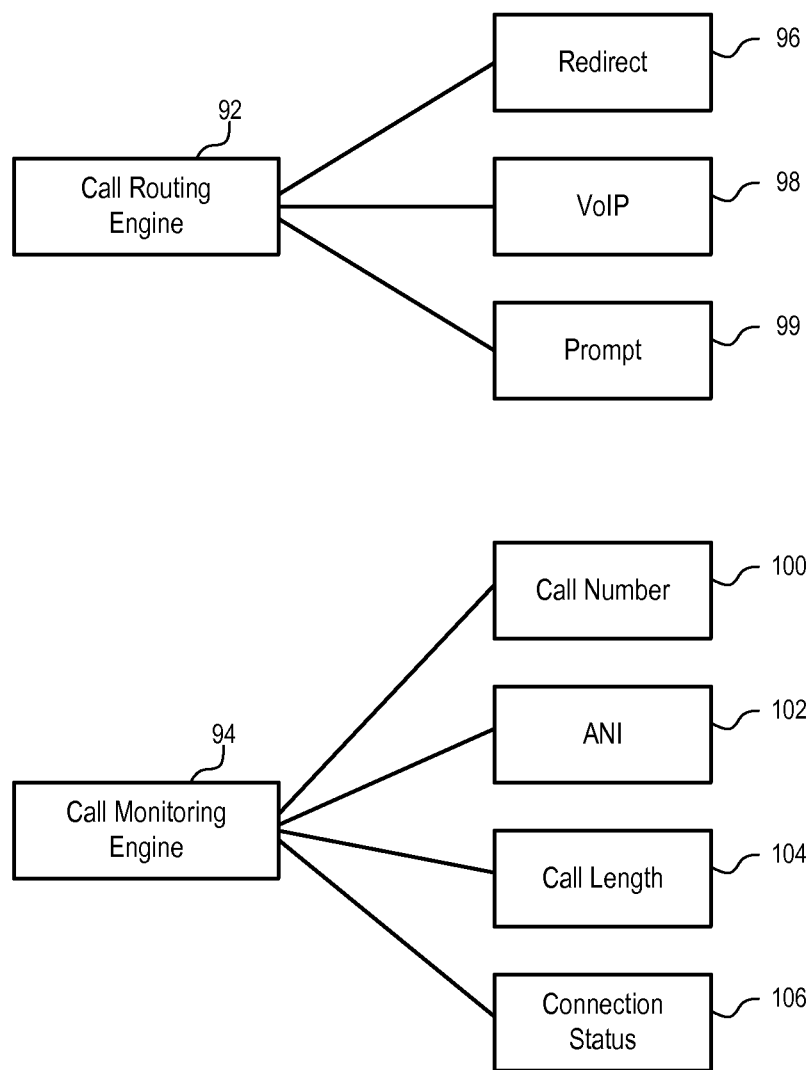 96
Redirect
92
Call Routing
Engine
98
VoIP
99
Prompt
100
Call Number
102
ANI
94
Call Monitoring
Engine
104
Call Length
106
Connection
Status